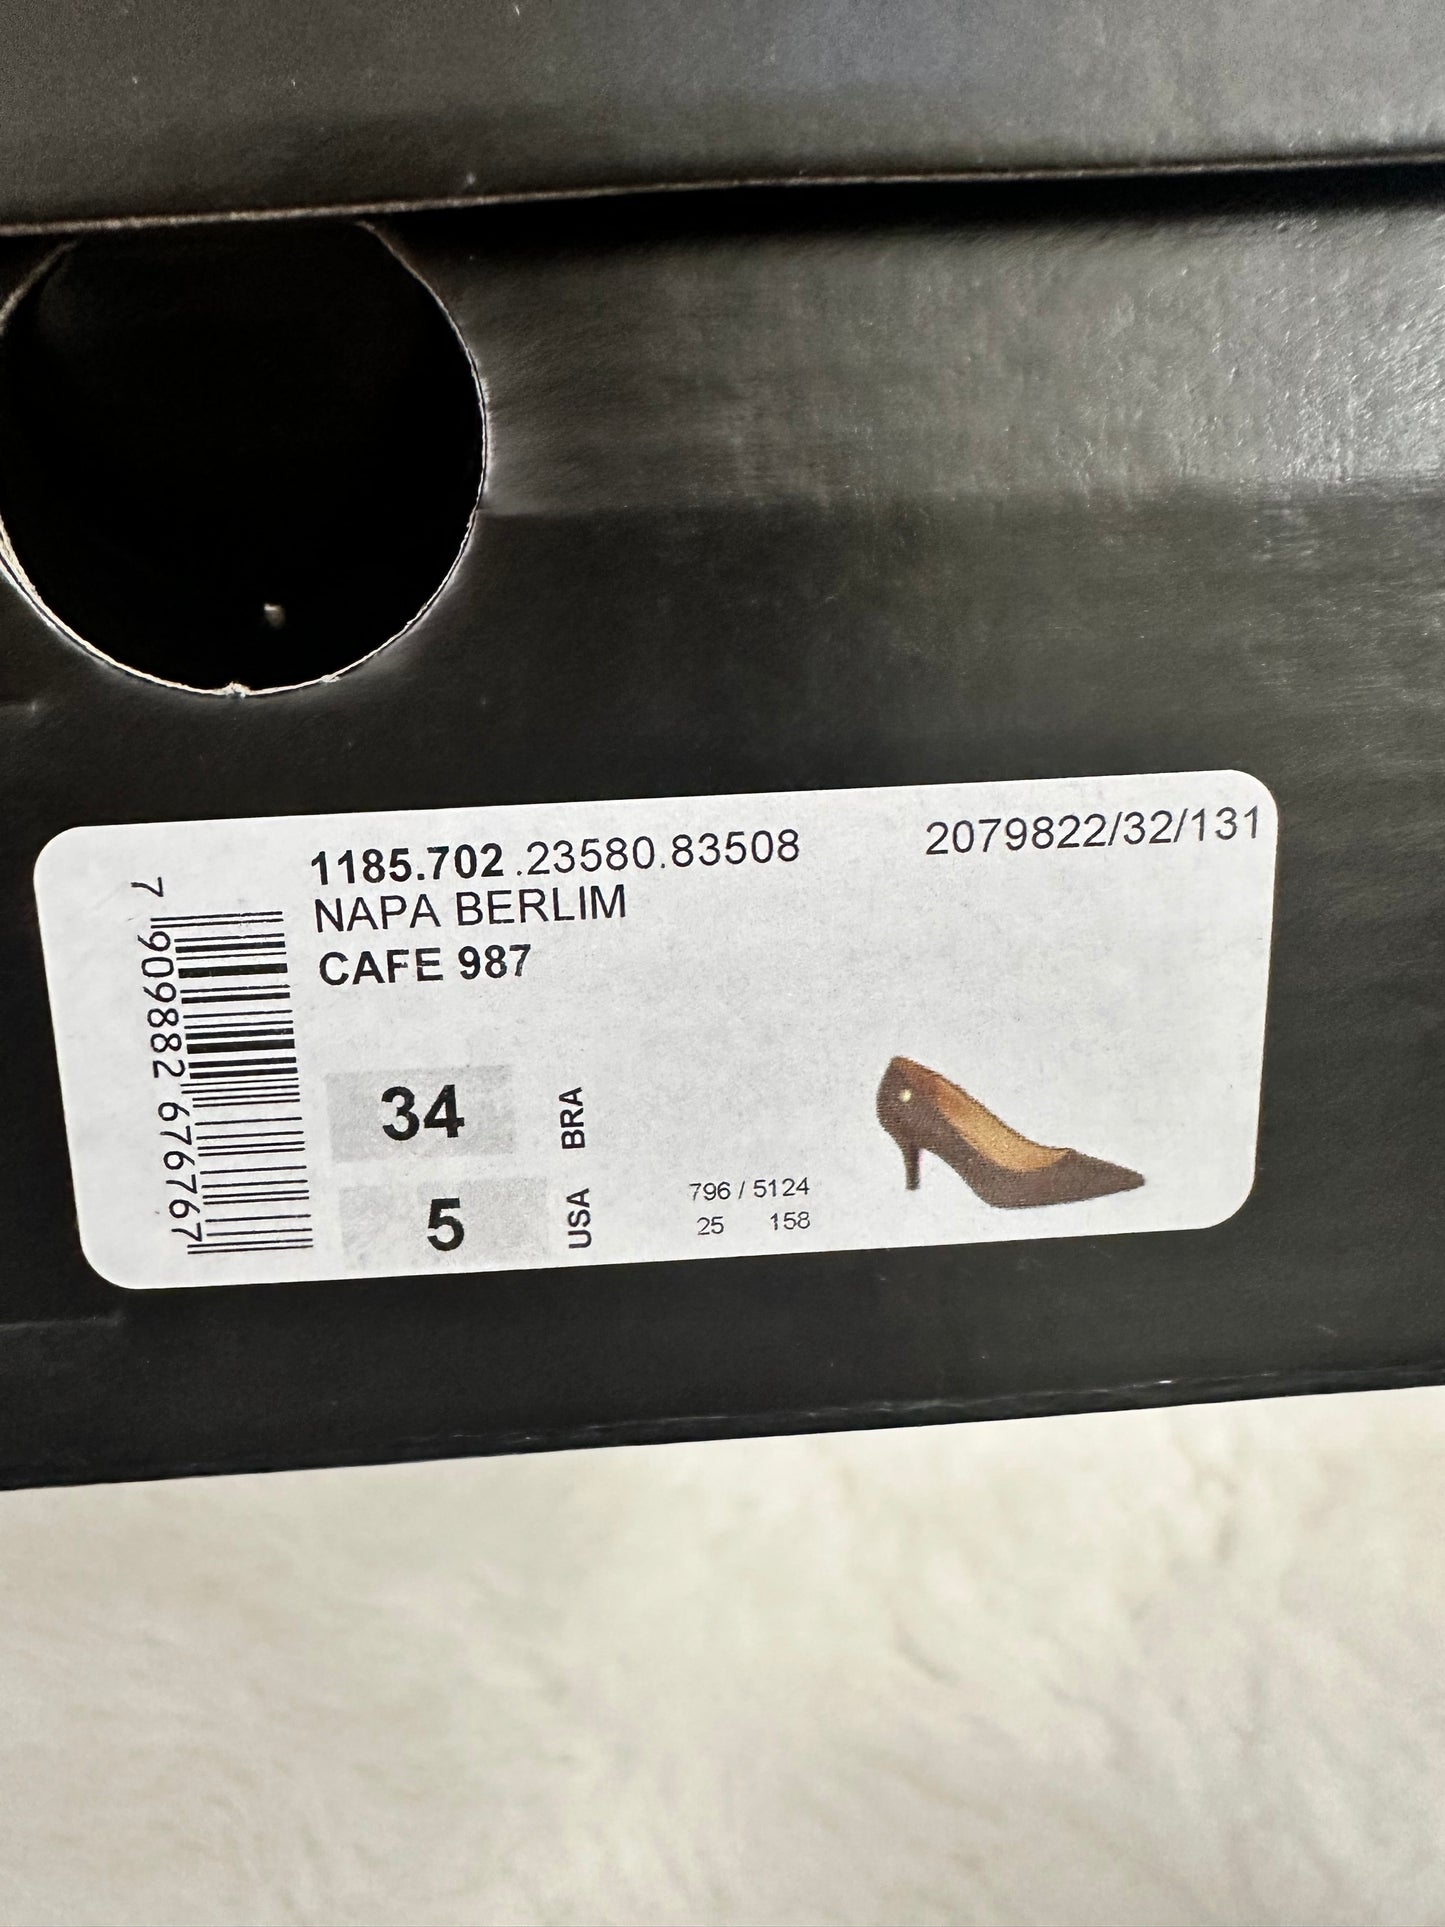 1185.702.23580.83508 2079822/32/131
NAPA BERLIM
CAFE 987
34 BRA
5 USA
796 / 5124
25 158
7 909882 676767